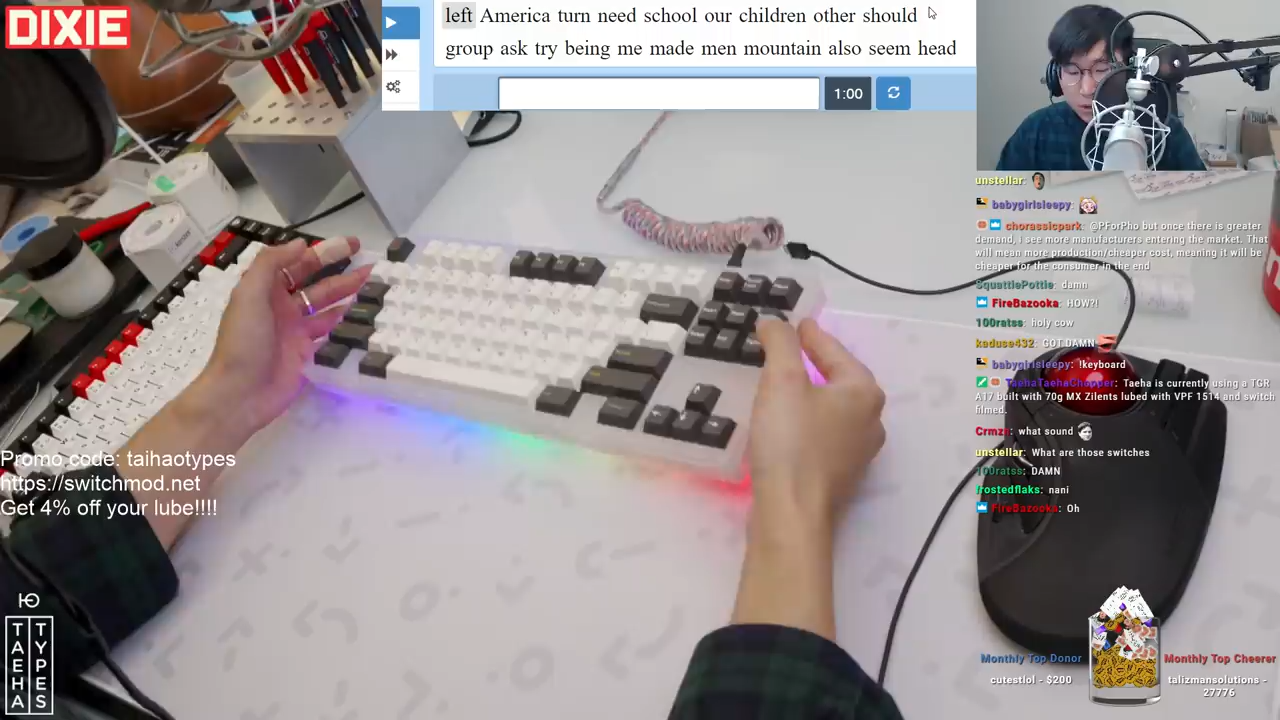 DIXIE
left America turn need school our children other should
group ask try being me made men mountain also seem head
1:00
unstellar:
babygirlsleepy:
chorassicpark: @PForPho but once there is greater
demand, i see more manufacturers entering the market. That
will mean more production/cheaper cost, meaning it will be
cheaper for the consumer in the end
SquattlePottle: damn
FireBazooka: HOW?!
100ratss: holy cow
kaduse432: GOT DAMN
babygirlsleepy: !keyboard
TaehaTaehaChopper: Taeha is currently using a TGR
A17 built with 70g MX Zilents lubed with VPF 1514 and switch
filmed.
Crmzs: what sound
unstellar: What are those switches
100ratss: DAMN
frostedflaks: nani
FireBazooka: Oh
Promo code: taihaotypes
https://switchmod.net
Get 4% off your lube!!!!
TAEHA
TYPES
Monthly Top Donor
cutestlol - $200
Monthly Top Cheerer
talizmansolutions -
27776